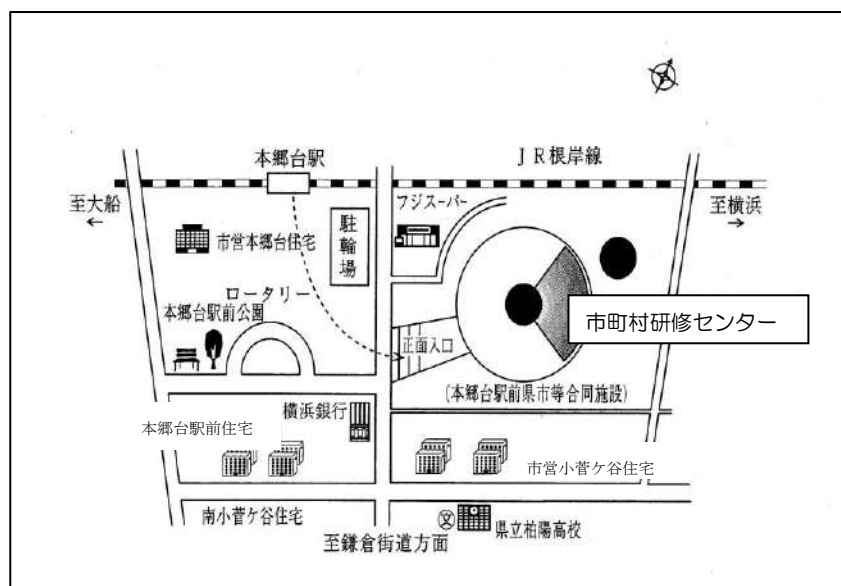 本郷台駅
ＪＲ根岸線
至大船
←
至横浜
→
フジスーパー
市営本郷台住宅
駐輪場
ロータリー
本郷台駅前公園
正面入口
市町村研修センター
(本郷台駅前県市等合同施設)
横浜銀行
本郷台駅前住宅
市営小菅ケ谷住宅
南小菅ケ谷住宅
文
県立柏陽高校
至鎌倉街道方面